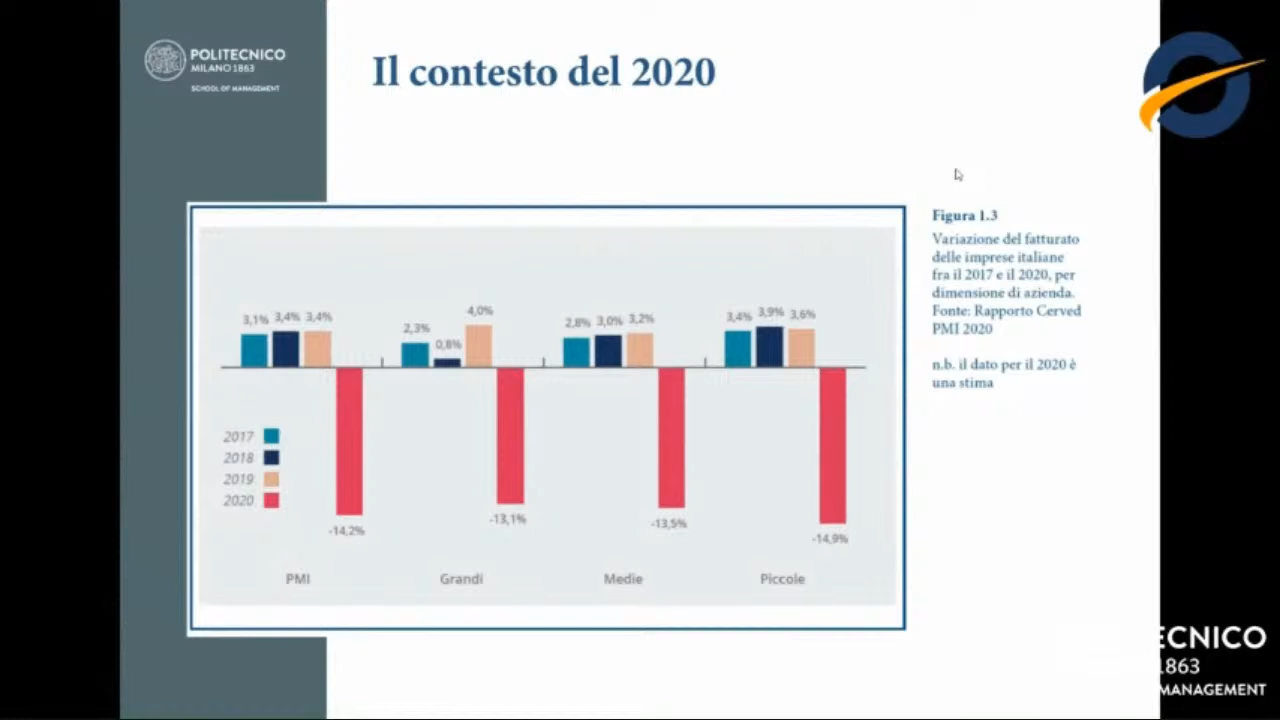 POLITECNICO
MILANO 1863
SCHOOL OF MANAGEMENT
Il contesto del 2020
Figura 1.3
Variazione del fatturato
delle imprese italiane
fra il 2017 e il 2020, per
dimensione di azienda.
Fonte: Rapporto Cerved
PMI 2020
n.b. il dato per il 2020 è
una stima
3,1% 3,4% 3,4%
2,3% 0,8% 4,0%
2,8% 3,0% 3,2%
3,4% 3,9% 3,6%
2017
2018
2019
2020
-14,2%
-13,1%
-13,5%
-14,9%
PMI Grandi Medie Piccole
ECNICO
1863
MANAGEMENT